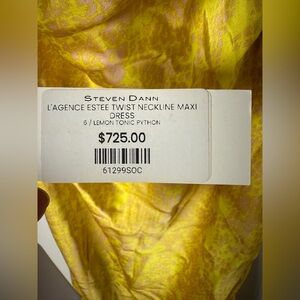 STEVEN DANN
L'AGENCE ESTEE TWIST NECKLINE MAXI
DRESS
6 / LEMON TONIC PYTHON
$725.00
61299SOC